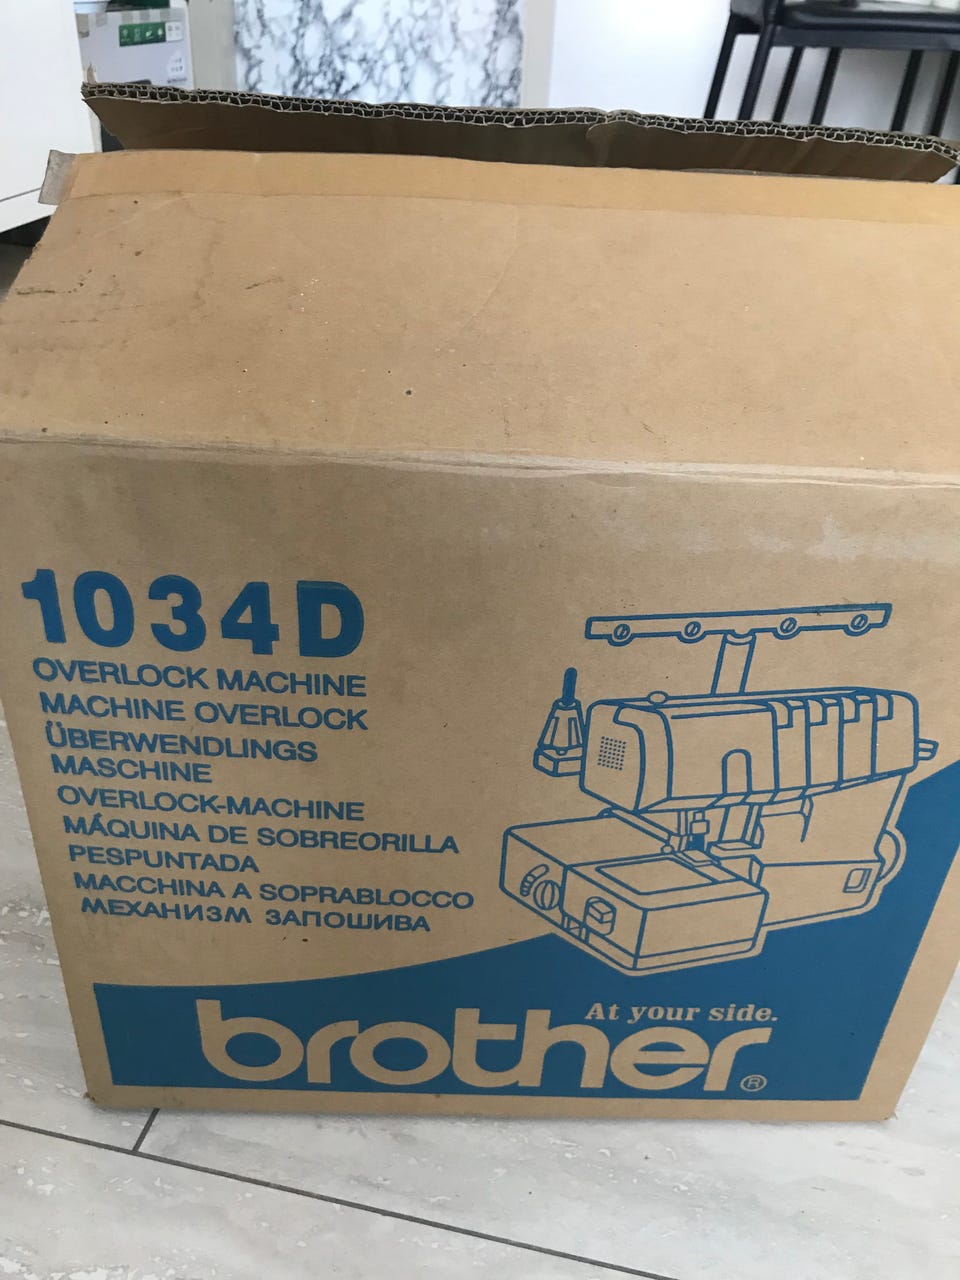 1034D
OVERLOCK MACHINE
MACHINE OVERLOCK
ÜBERWENDLINGS
MASCHINE
OVERLOCK-MACHINE
MÁQUINA DE SOBREORILLA
PESPUNTADA
MACCHINA A SOPRABLOCCO
МЕХАНИЗМ ЗАПОШИВА
At your side.
brother®